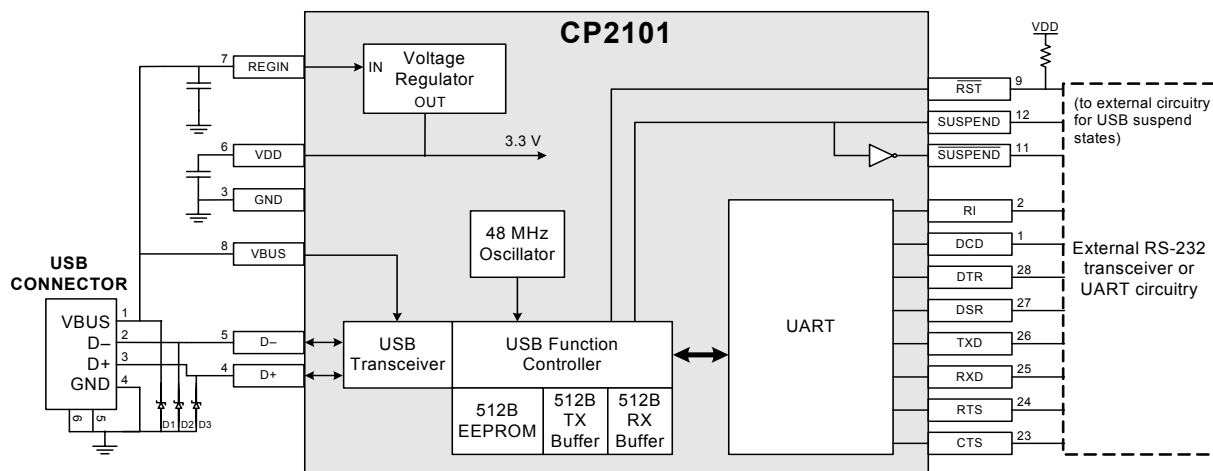 CP2101
7
REGIN
IN
Voltage
Regulator
OUT
6
VDD
3.3 V
3
GND
8
VBUS
48 MHz
Oscillator
USB
CONNECTOR
VBUS
D–
D+
GND
1
2
3
4
6
5
D1
D2
D3
5
D–
4
D+
USB
Transceiver
USB Function
Controller
512B
EEPROM
512B
TX
Buffer
512B
RX
Buffer
UART
VDD
RST
9
SUSPEND
12
SUSPEND
11
(to external circuitry
for USB suspend
states)
RI
2
DCD
1
DTR
28
DSR
27
TXD
26
RXD
25
RTS
24
CTS
23
External RS-232
transceiver or
UART circuitry